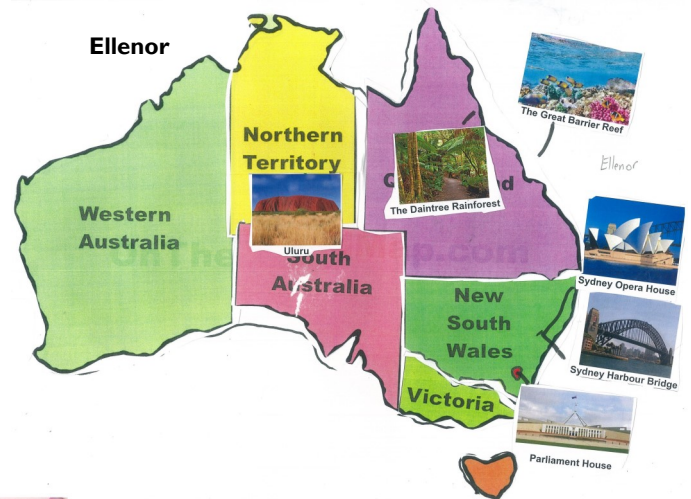 Ellenor
The Great Barrier Reef
Ellenor
Northern
Territory
The Daintree Rainforest
Western
Australia
Uluru
South
Australia
Sydney Opera House
New
South
Wales
Sydney Harbour Bridge
Victoria
Parliament House